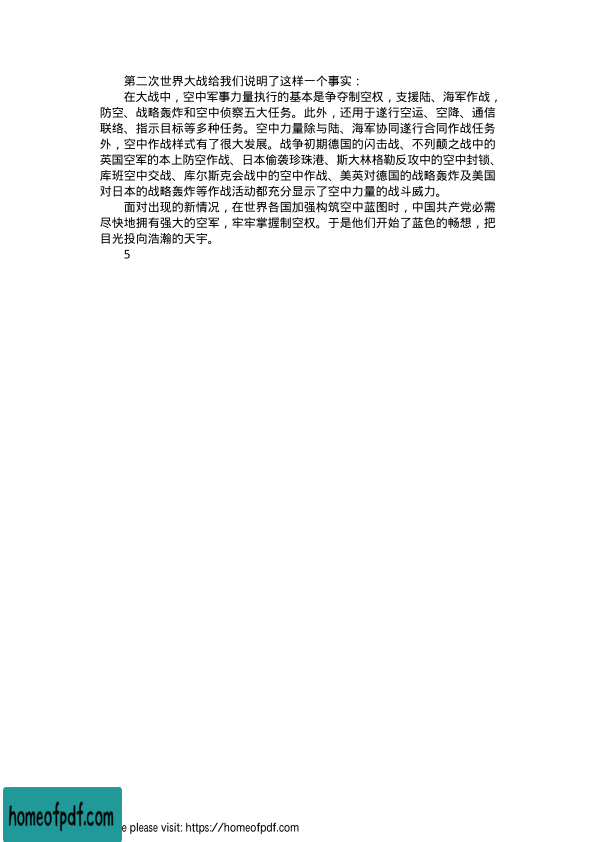 第二次世界大战给我们说明了这样一个事实：
在大战中，空中军事力量执行的基本是争夺制空权，支援陆、海军作战，
防空、战略轰炸和空中侦察五大任务。此外，还用于遂行空运、空降、通信
联络、指示目标等多种任务。空中力量除与陆、海军协同遂行合同作战任务
外，空中作战样式有了很大发展。战争初期德国的闪击战、不列颠之战中的
英国空军的本上防空作战、日本偷袭珍珠港、斯大林格勒反攻中的空中封锁、
库班空中交战、库尔斯克会战中的空中作战、美英对德国的战略轰炸及美国
对日本的战略轰炸等作战活动都充分显示了空中力量的战斗威力。
面对出现的新情况，在世界各国加强构筑空中蓝图时，中国共产党必需
尽快地拥有强大的空军，牢牢掌握制空权。于是他们开始了蓝色的畅想，把
目光投向浩瀚的天宇。
5
homeofpdf.com
e please visit: https://homeofpdf.com